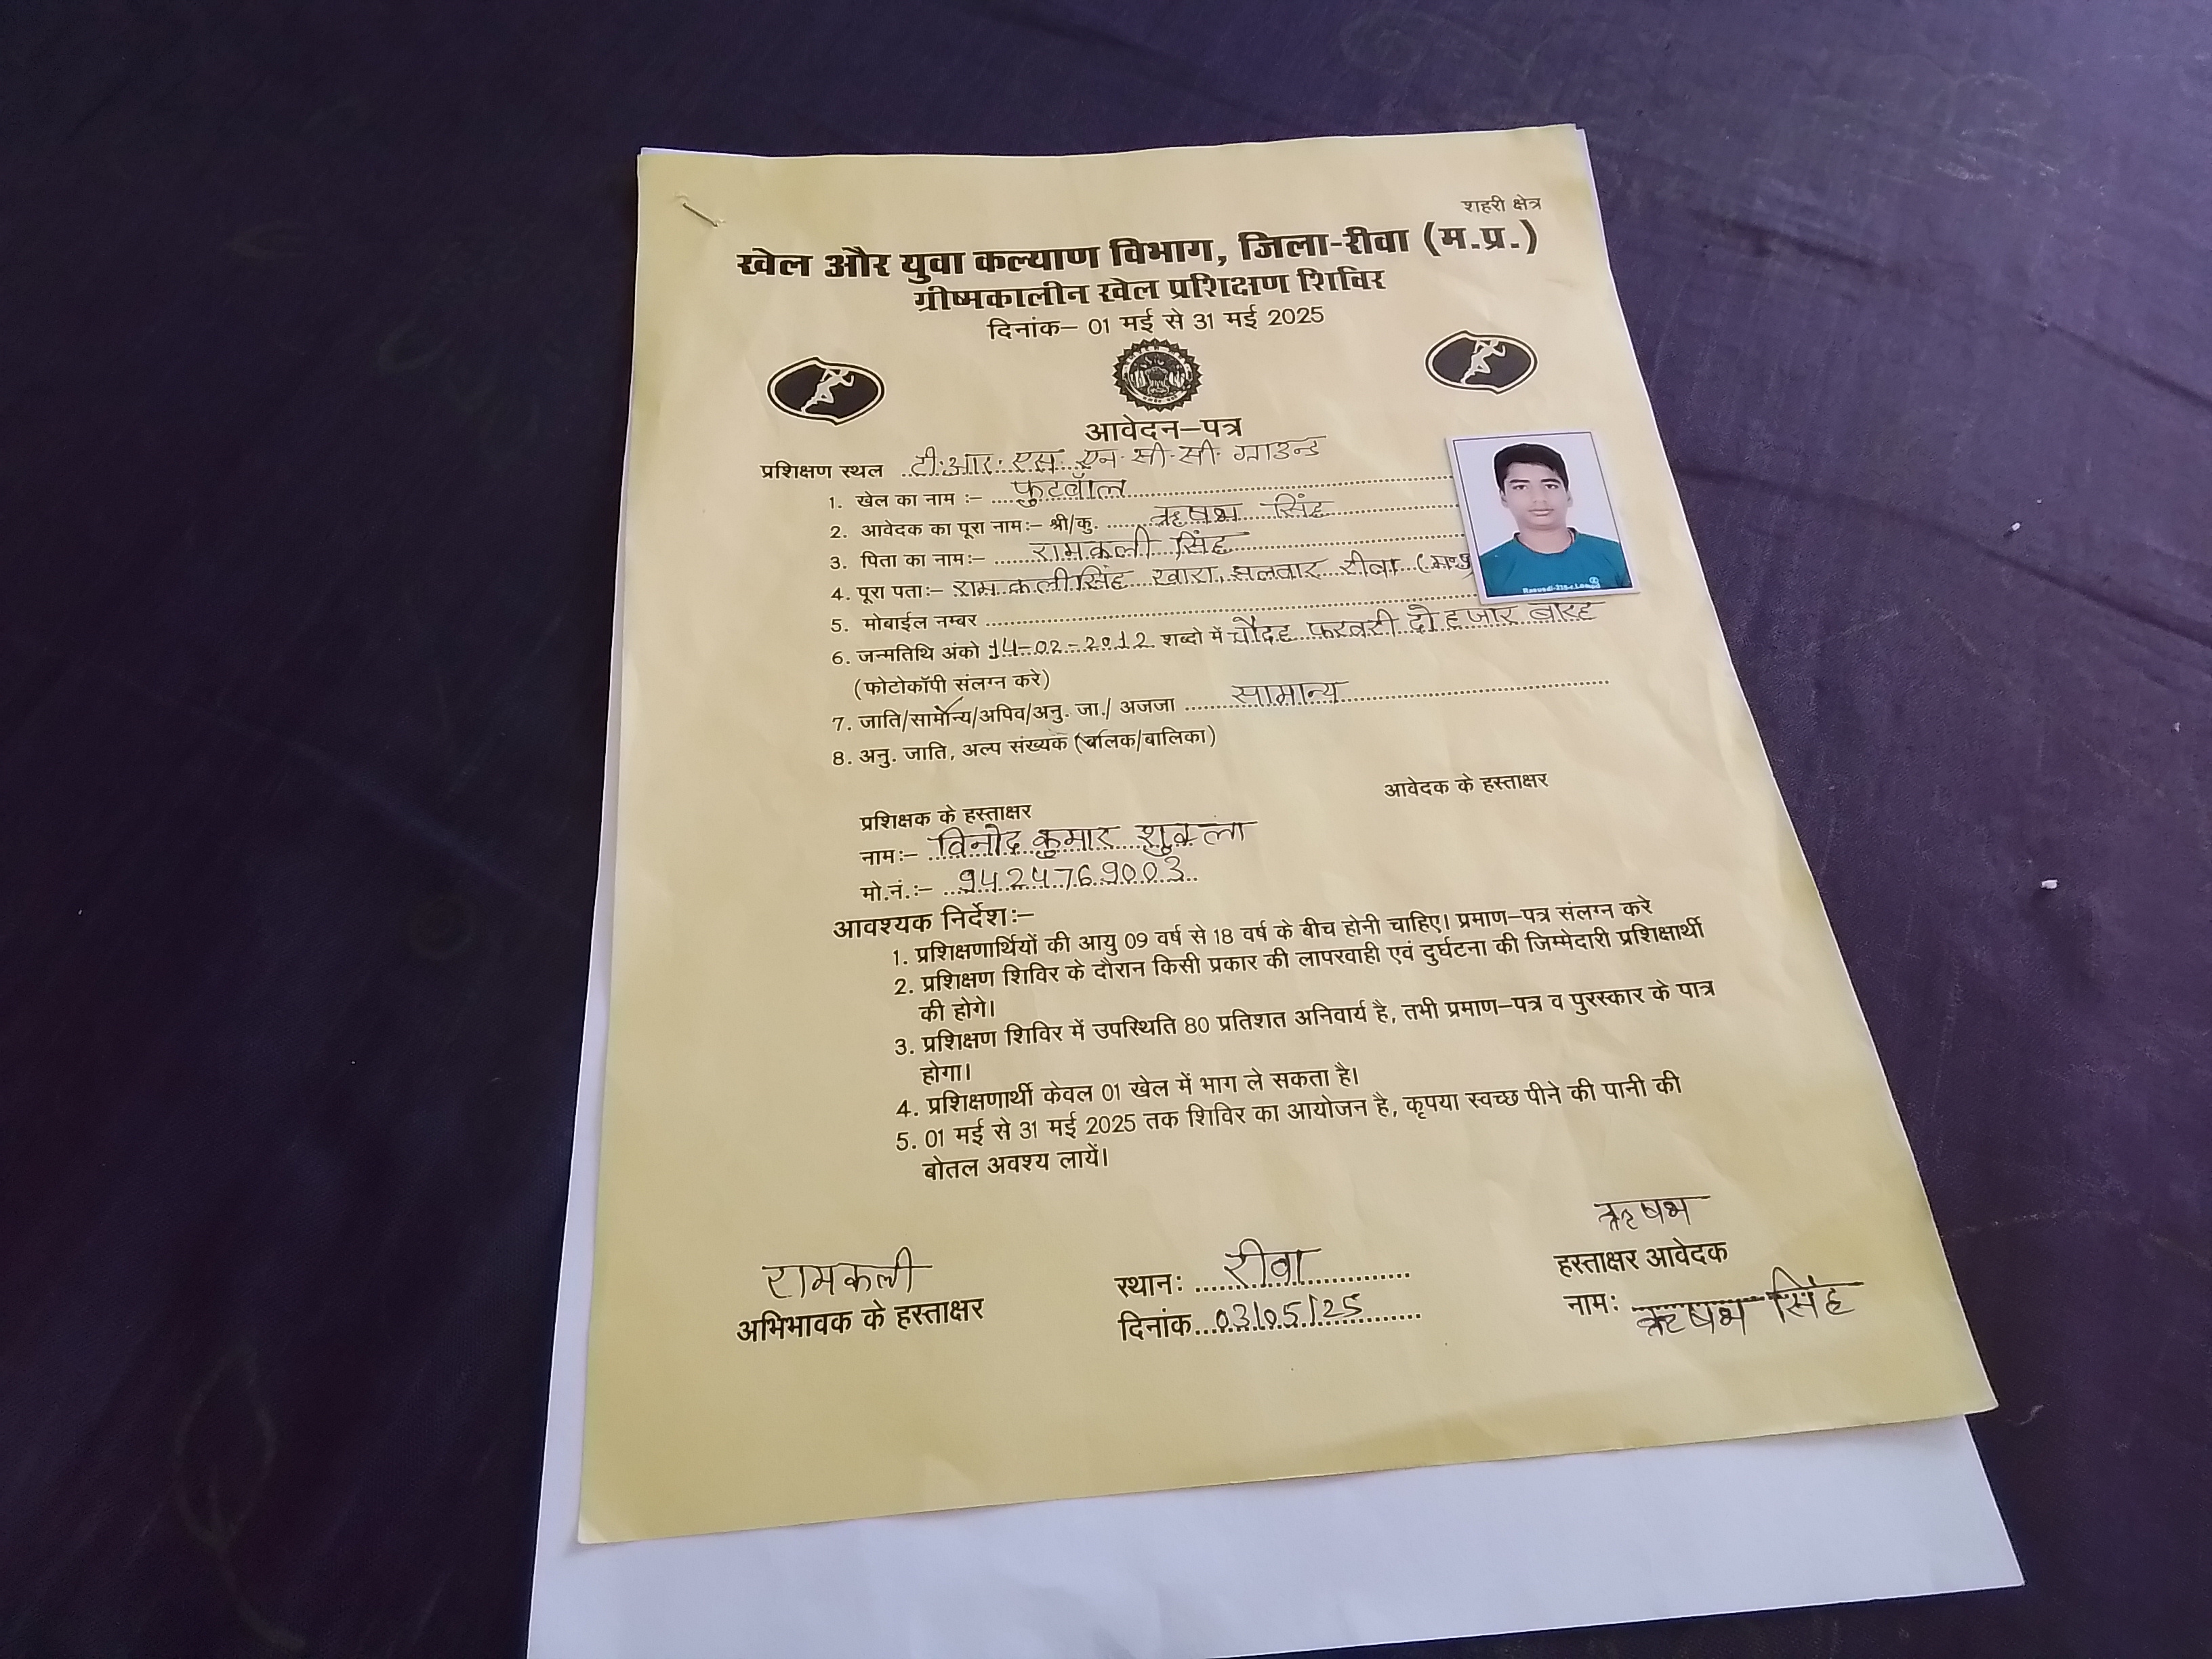 शहरी क्षेत्र
खेल और युवा कल्याण विभाग, जिला-रीवा (म.प्र.)
ग्रीष्मकालीन खेल प्रशिक्षण शिविर
दिनांक– 01 मई से 31 मई 2025
आवेदन–पत्र
प्रशिक्षण स्थल टी.आर.एस. एन.सी.सी. ग्राउन्ड
1. खेल का नाम :– फुटबॉल
2. आवेदक का पूरा नाम:– श्री/कु. ऋषभ सिंह
3. पिता का नाम:– रामकली सिंह
4. पूरा पता:– रामकली सिंह खारा, सलवार रीवा (म॰प्र
5. मोबाईल नम्बर
6. जन्मतिथि अंको 14-02-2012 शब्दो में चौदह फरवरी दो हजार बारह
(फोटोकॉपी संलग्न करे)
7. जाति/सामान्य/अपिव/अनु. जा./ अजजा सामान्य
8. अनु. जाति, अल्प संख्यक (बालक/बालिका)
आवेदक के हस्ताक्षर
प्रशिक्षक के हस्ताक्षर
नाम:– विनोद कुमार शुक्ला
मो.नं.:– 9424769003
आवश्यक निर्देश:–
1. प्रशिक्षणार्थियों की आयु 09 वर्ष से 18 वर्ष के बीच होनी चाहिए। प्रमाण–पत्र संलग्न करे
2. प्रशिक्षण शिविर के दौरान किसी प्रकार की लापरवाही एवं दुर्घटना की जिम्मेदारी प्रशिक्षार्थी
की होगे।
3. प्रशिक्षण शिविर में उपस्थिति 80 प्रतिशत अनिवार्य है, तभी प्रमाण–पत्र व पुरस्कार के पात्र
होगा।
4. प्रशिक्षणार्थी केवल 01 खेल में भाग ले सकता है।
5. 01 मई से 31 मई 2025 तक शिविर का आयोजन है, कृपया स्वच्छ पीने की पानी की
बोतल अवश्य लायें।
रामकली
अभिभावक के हस्ताक्षर
स्थान: रीवा
दिनांक 03/05/25
ऋषभ
हस्ताक्षर आवेदक
नाम: ऋषभ सिंह